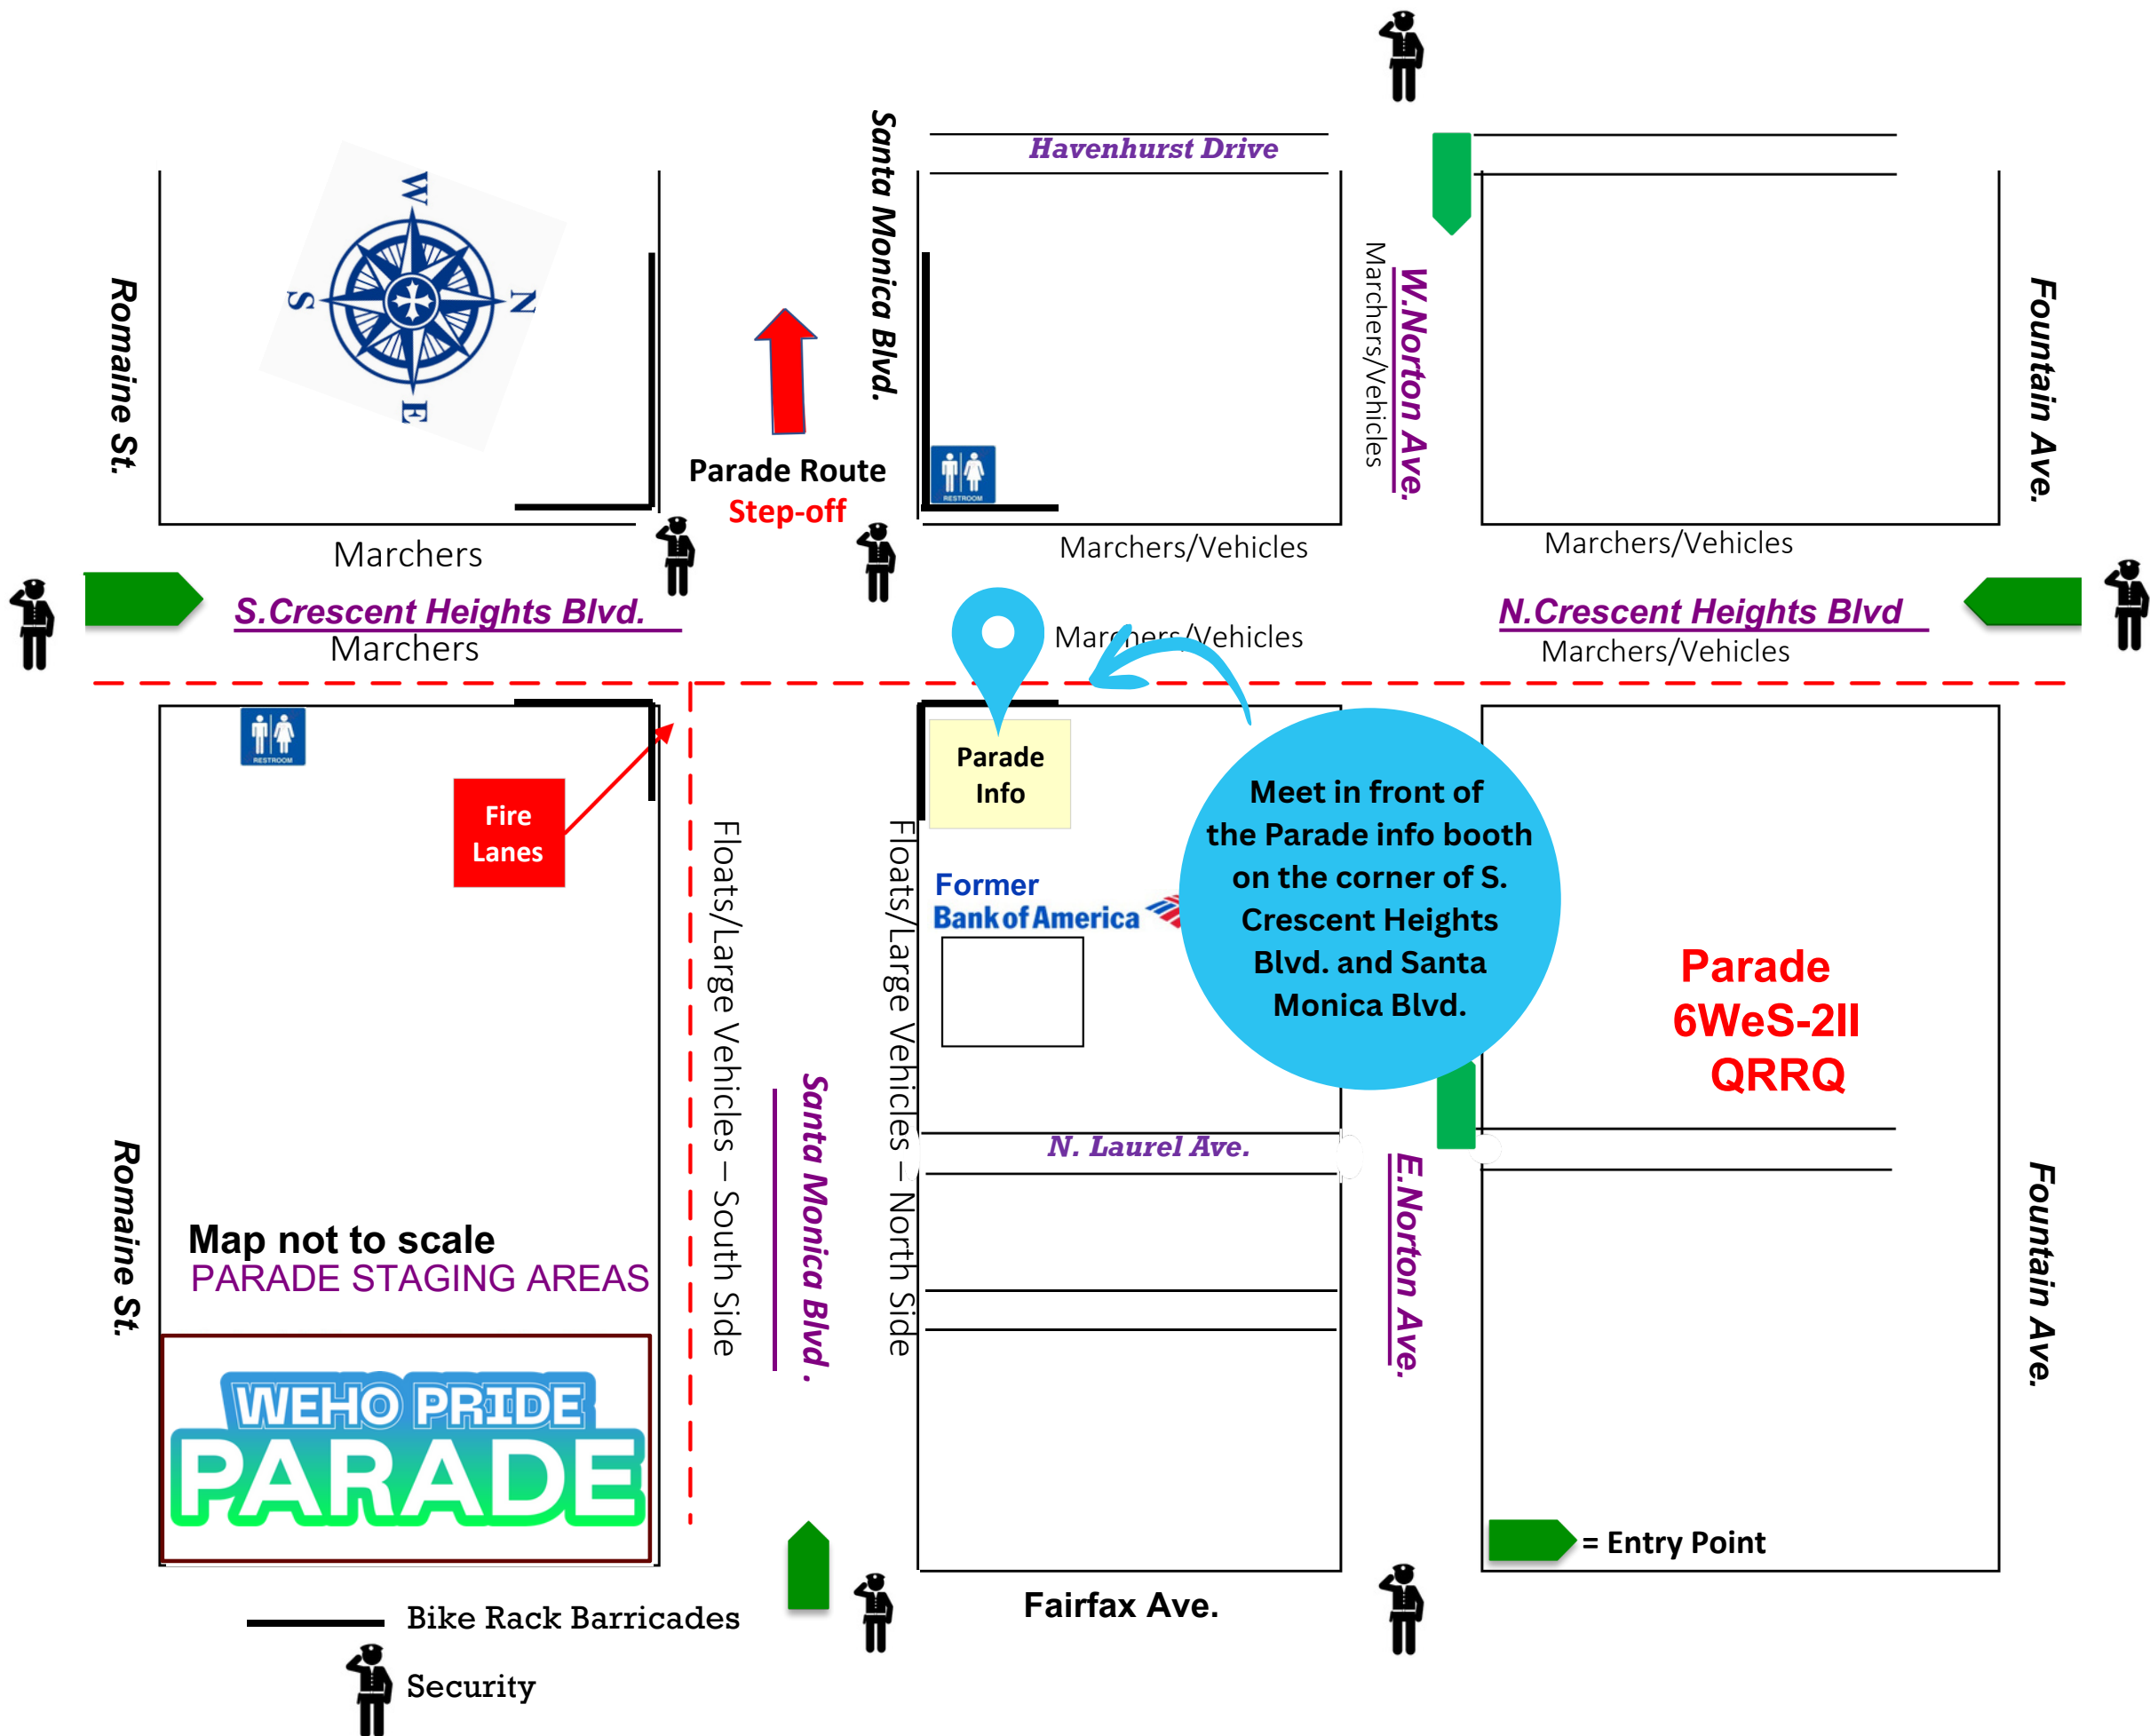 Havenhurst Drive
Santa Monica Blvd.
W
N
S
E
Romaine St.
Marchers/Vehicles
W.Norton Ave.
Fountain Ave.
Parade Route
Step-off
RESTROOM
Marchers
Marchers/Vehicles
Marchers/Vehicles
S.Crescent Heights Blvd.
N.Crescent Heights Blvd
Marchers
Marchers/Vehicles
Marchers/Vehicles
RESTROOM
Fire
Lanes
Parade
Info
Former
Bank of America
Meet in front of
the Parade info booth
on the corner of S.
Crescent Heights
Blvd. and Santa
Monica Blvd.
Parade
6WeS-2II
QRRQ
Floats/Large Vehicles – South Side
Santa Monica Blvd .
Floats/Large Vehicles – North Side
N. Laurel Ave.
E.Norton Ave.
Romaine St.
Fountain Ave.
Map not to scale
PARADE STAGING AREAS
WEHO PRIDE
PARADE
= Entry Point
Fairfax Ave.
Bike Rack Barricades
Security